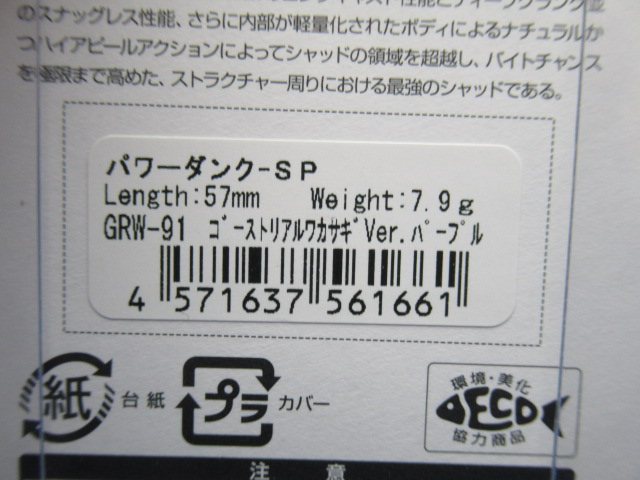 のスナッグレス性能、さらに内部が軽量化されたボディによるナチュラルか
つハイアピールアクションによってシャッドの領域を超越し、バイトチャンス
を極限まで高めた、ストラクチャー周りにおける最強のシャッドである。
パワーダンク-SP
Length:57mm Weight:7.9g
GRW-91 ゴーストリアルワカサギVer.パープル
4 571637 561661
紙 台紙 プラ カバー
環境・美化
ECO
協力商品
注意